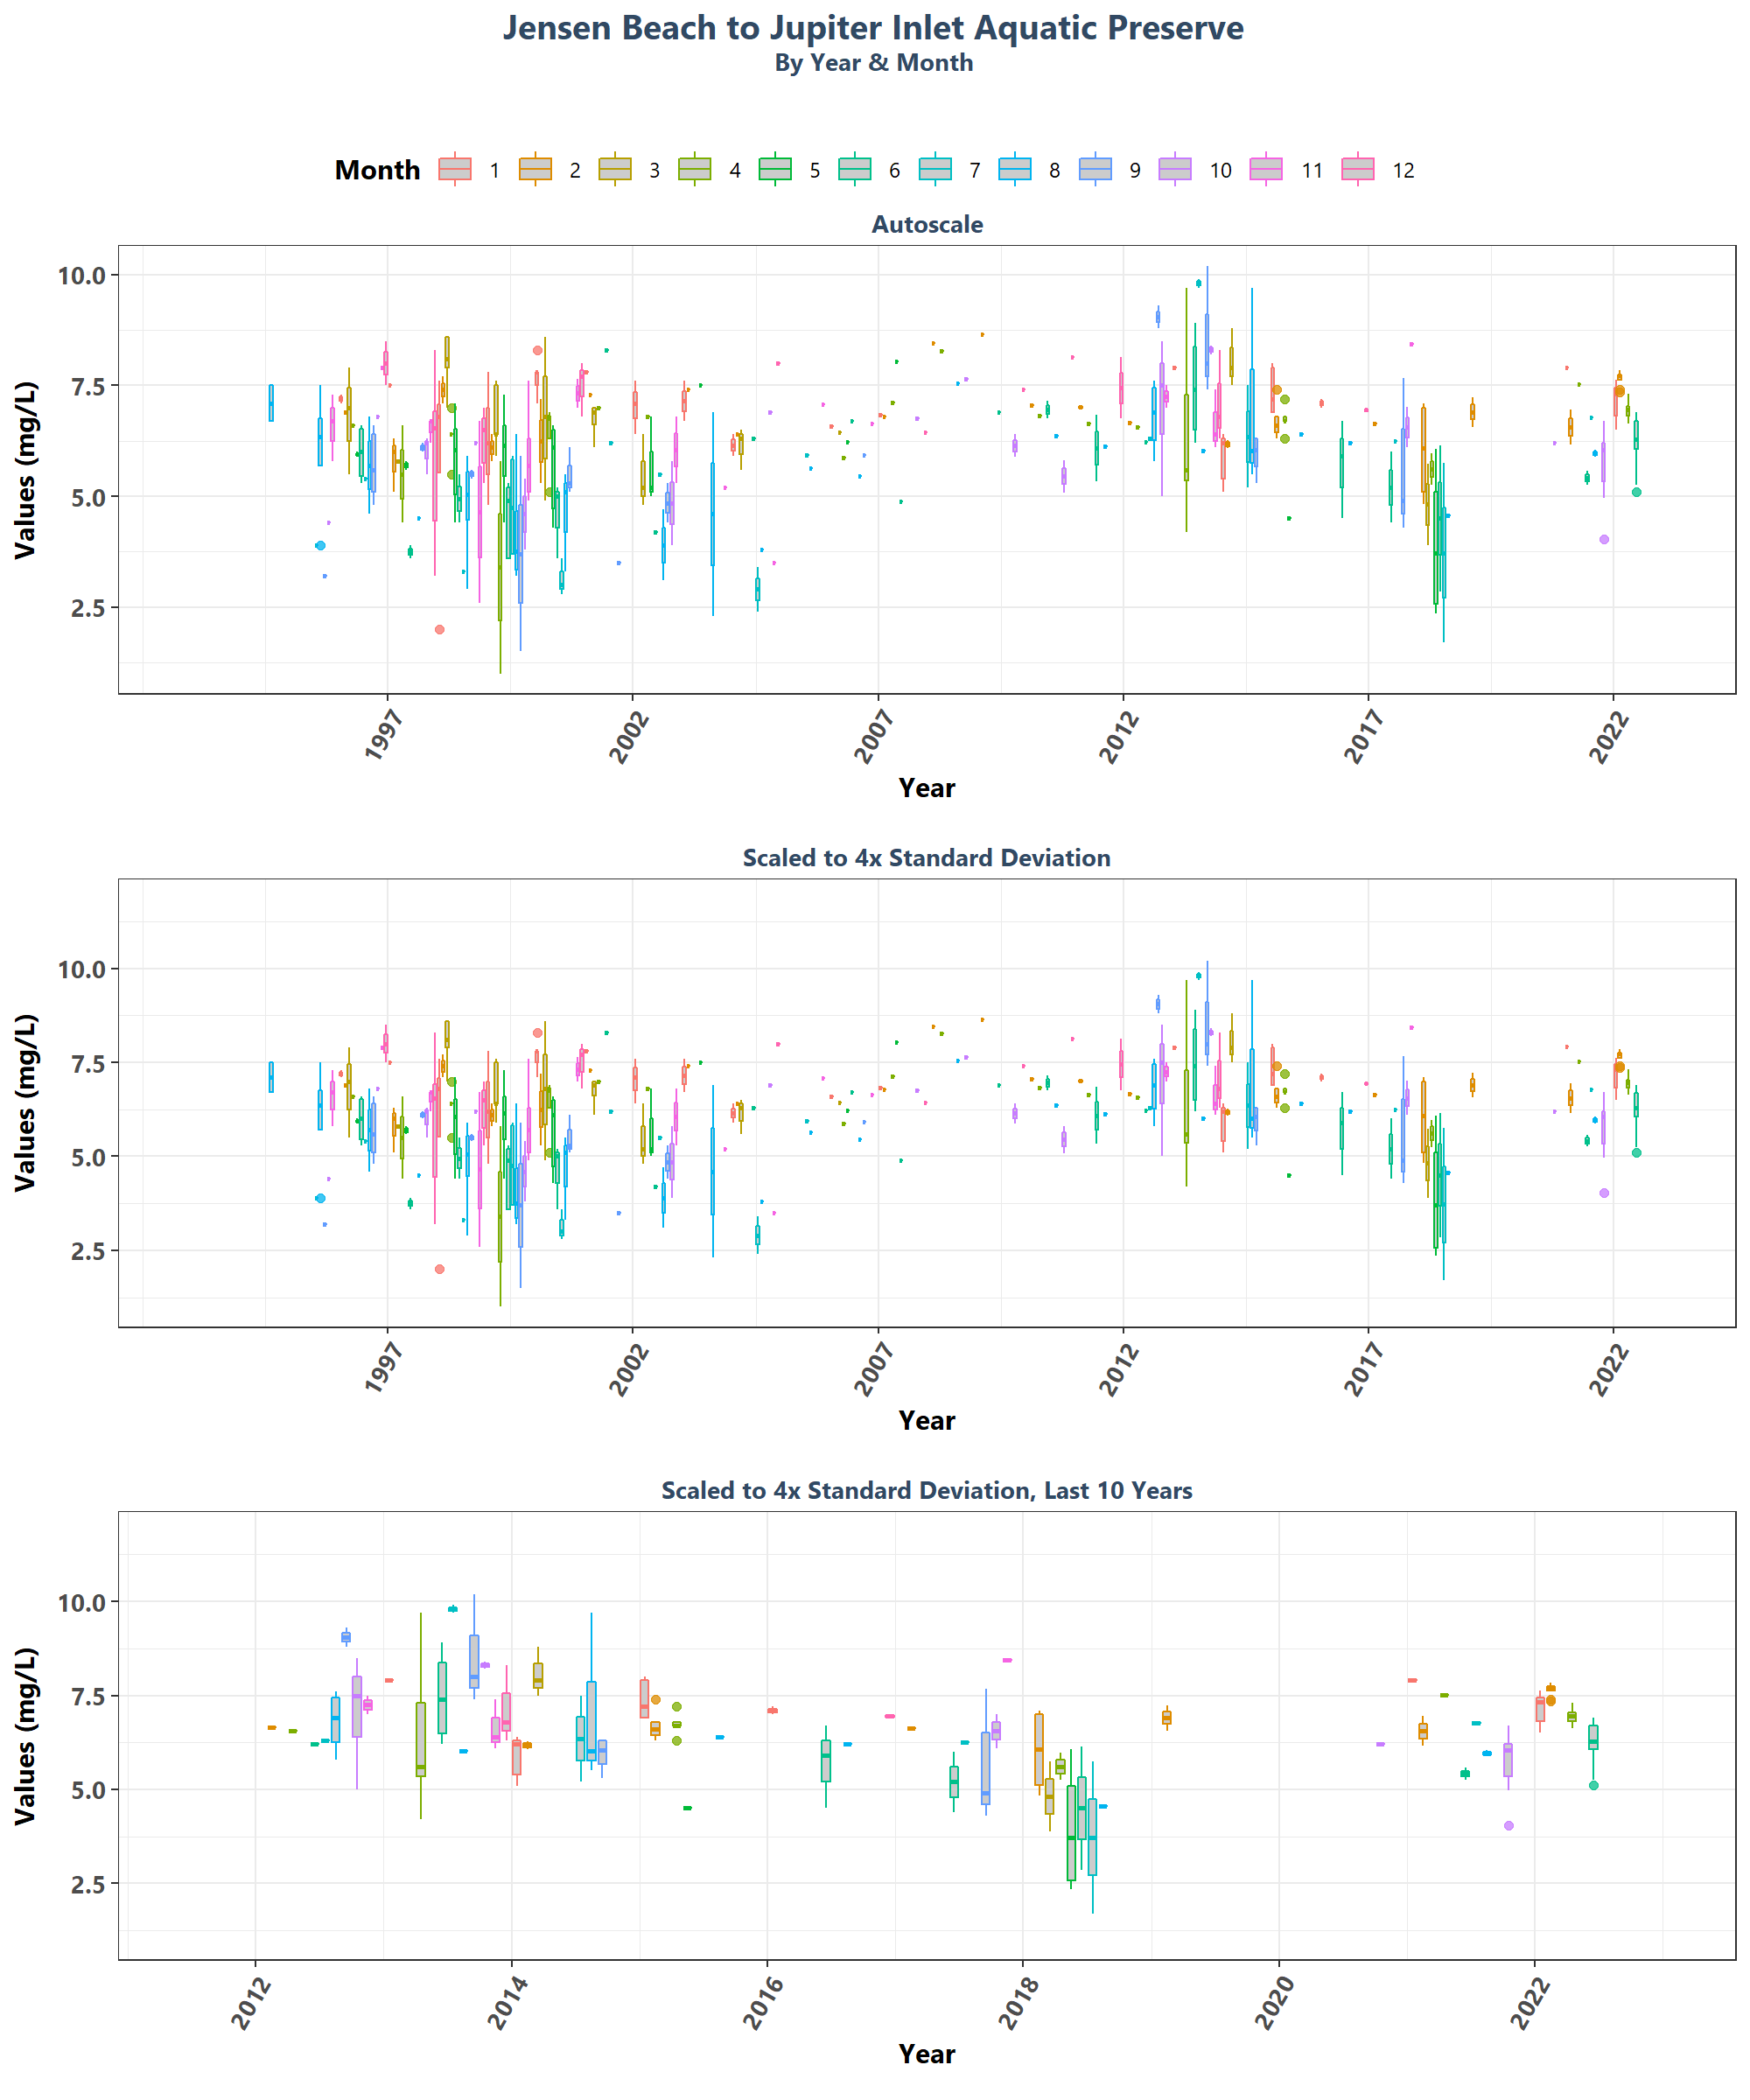 Jensen Beach to Jupiter Inlet Aquatic Preserve
By Year & Month
Month 1 2 3 4 5 6 7 8 9 10 11 12
Autoscale
Values (mg/L)
10.0
7.5
5.0
2.5
1997 2002 2007 2012 2017 2022
Year
Scaled to 4x Standard Deviation
Values (mg/L)
10.0
7.5
5.0
2.5
1997 2002 2007 2012 2017 2022
Year
Scaled to 4x Standard Deviation, Last 10 Years
Values (mg/L)
10.0
7.5
5.0
2.5
2012 2014 2016 2018 2020 2022
Year